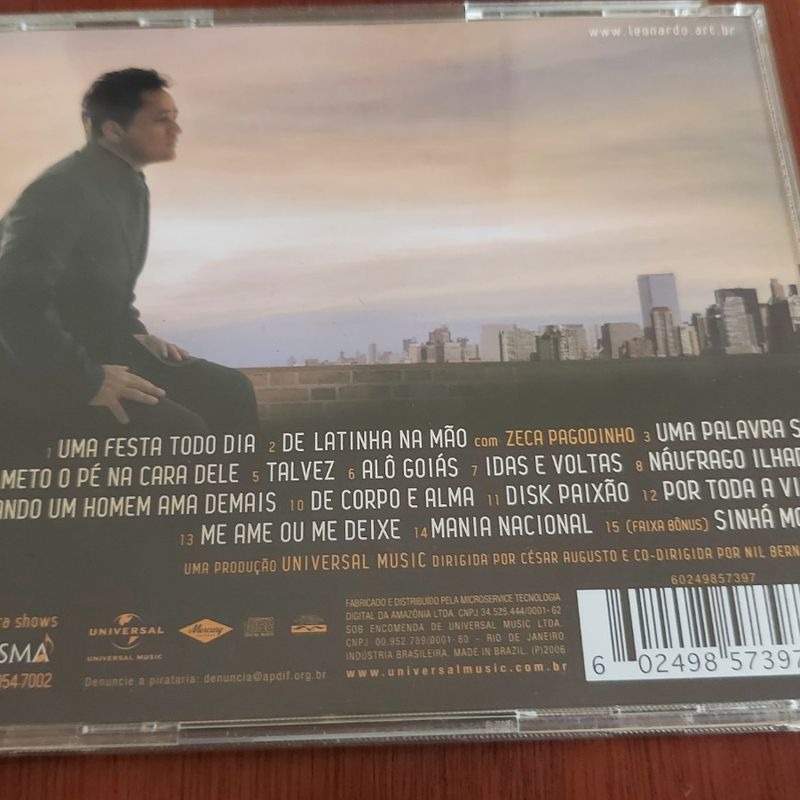 www.leonardo.art.br
1 UMA FESTA TODO DIA 2 DE LATINHA NA MÃO com ZECA PAGODINHO 3 UMA PALAVRA S
METO O PÉ NA CARA DELE 5 TALVEZ 6 ALÔ GOIÁS 7 IDAS E VOLTAS 8 NÁUFRAGO ILHAD
ANDO UM HOMEM AMA DEMAIS 10 DE CORPO E ALMA 11 DISK PAIXÃO 12 POR TODA A VI
13 ME AME OU ME DEIXE 14 MANIA NACIONAL 15 (FAIXA BÔNUS) SINHÁ MO
UMA PRODUÇÃO UNIVERSAL MUSIC DIRIGIDA POR CÉSAR AUGUSTO E CO-DIRIGIDA POR NIL BERN
60249857397
ra shows
SMA
954-7002
UNIVERSAL
UNIVERSAL MUSIC
Mercury
Denuncie a pirataria: denuncia@apdif.org.br
FABRICADO E DISTRIBUÍDO PELA MICROSERVICE TECNOLOGIA
DIGITAL DA AMAZÔNIA LTDA. CNPJ 34.525.444/0001-62
SOB ENCOMENDA DE UNIVERSAL MUSIC LTDA.
CNPJ 00.952.789/0001-80 - RIO DE JANEIRO
INDÚSTRIA BRASILEIRA. MADE IN BRAZIL. (P)2006
www.universalmusic.com.br
6 02498 57397